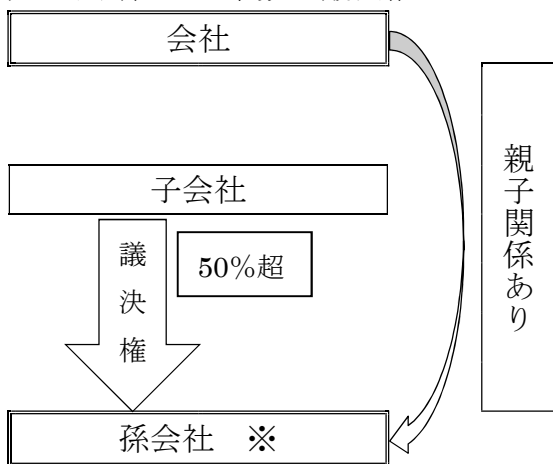 会社
親子関係あり
子会社
議決権
50%超
孫会社 ※